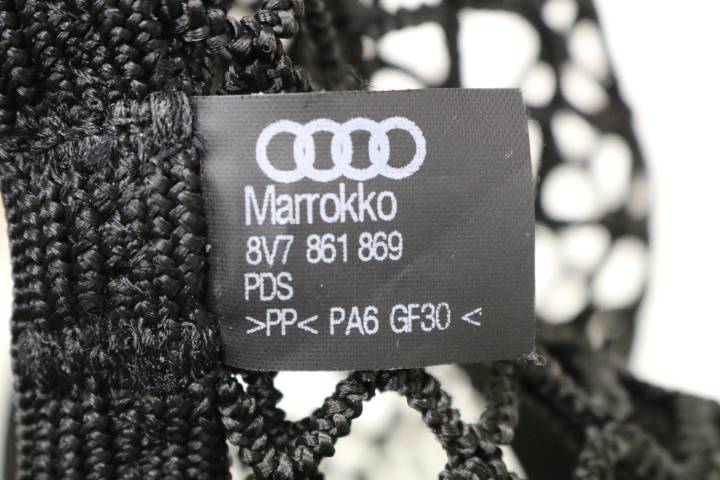 Marrokko
8V7 861 869
PDS
>PP< PA6 GF30 <